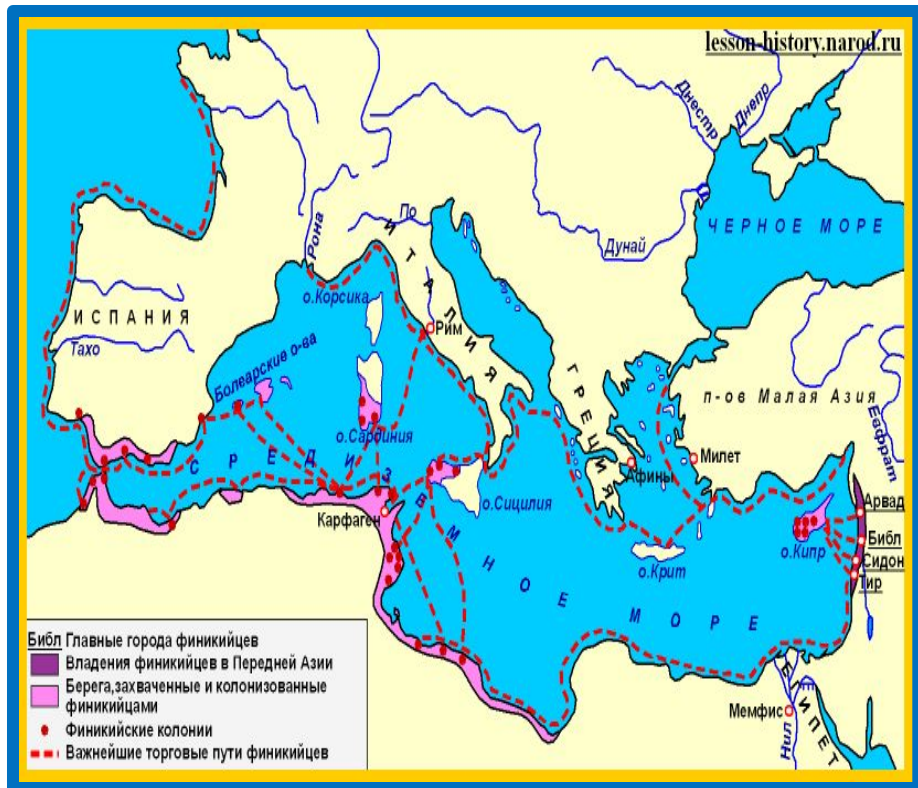 lesson-history.narod.ru
Днестр
Днепр
ЧЕРНОЕ МОРЕ
Дунай
По
Рона
ИТАЛИЯ
о.Корсика
ИСПАНИЯ
Тахо
Рим
Болеарские о-ва
ГРЕЦИЯ
п-ов Малая Азия
Евфрат
о.Сардиния
СРЕДИЗЕМНОЕ МОРЕ
Афины
Милет
о.Сицилия
Карфаген
о.Крит
о.Кипр
Арвад
Библ
Сидон
Тир
ЕГИПЕТ
Мемфис
Нил
Библ Главные города финикийцев
Владения финикийцев в Передней Азии
Берега,захваченные и колонизованные
финикийцами
Финикийские колонии
Важнейшие торговые пути финикийцев